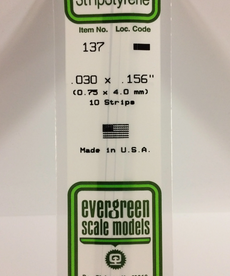 Stripstyrene
Item No. Loc. Code
137
.030 x .156"
(0.75 x 4.0 mm)
10 Strips
Made in U.S.A.
evergreen
scale models